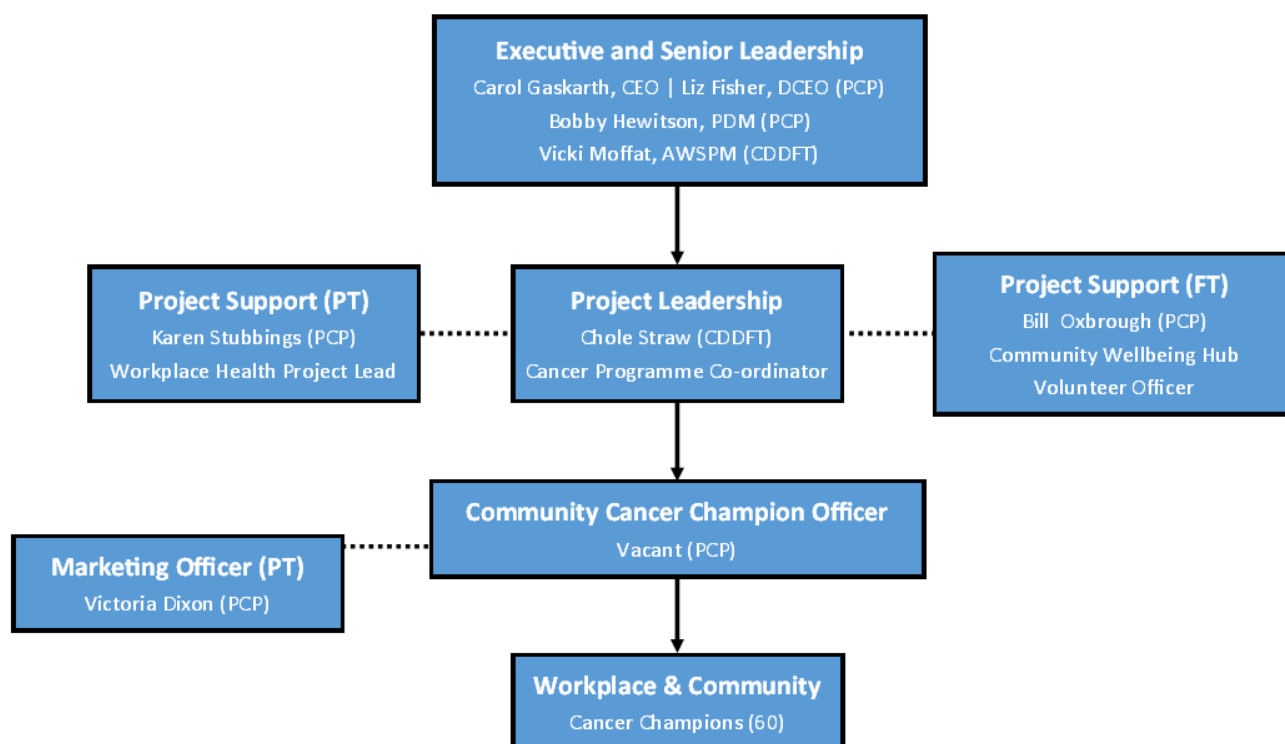 Executive and Senior Leadership
Carol Gaskarth, CEO | Liz Fisher, DCEO (PCP)
Bobby Hewitson, PDM (PCP)
Vicki Moffat, AWSPM (CDDFT)
Project Support (PT)
Karen Stubbings (PCP)
Workplace Health Project Lead
Project Leadership
Chole Straw (CDDFT)
Cancer Programme Co-ordinator
Project Support (FT)
Bill Oxbrough (PCP)
Community Wellbeing Hub
Volunteer Officer
Community Cancer Champion Officer
Vacant (PCP)
Marketing Officer (PT)
Victoria Dixon (PCP)
Workplace & Community
Cancer Champions (60)